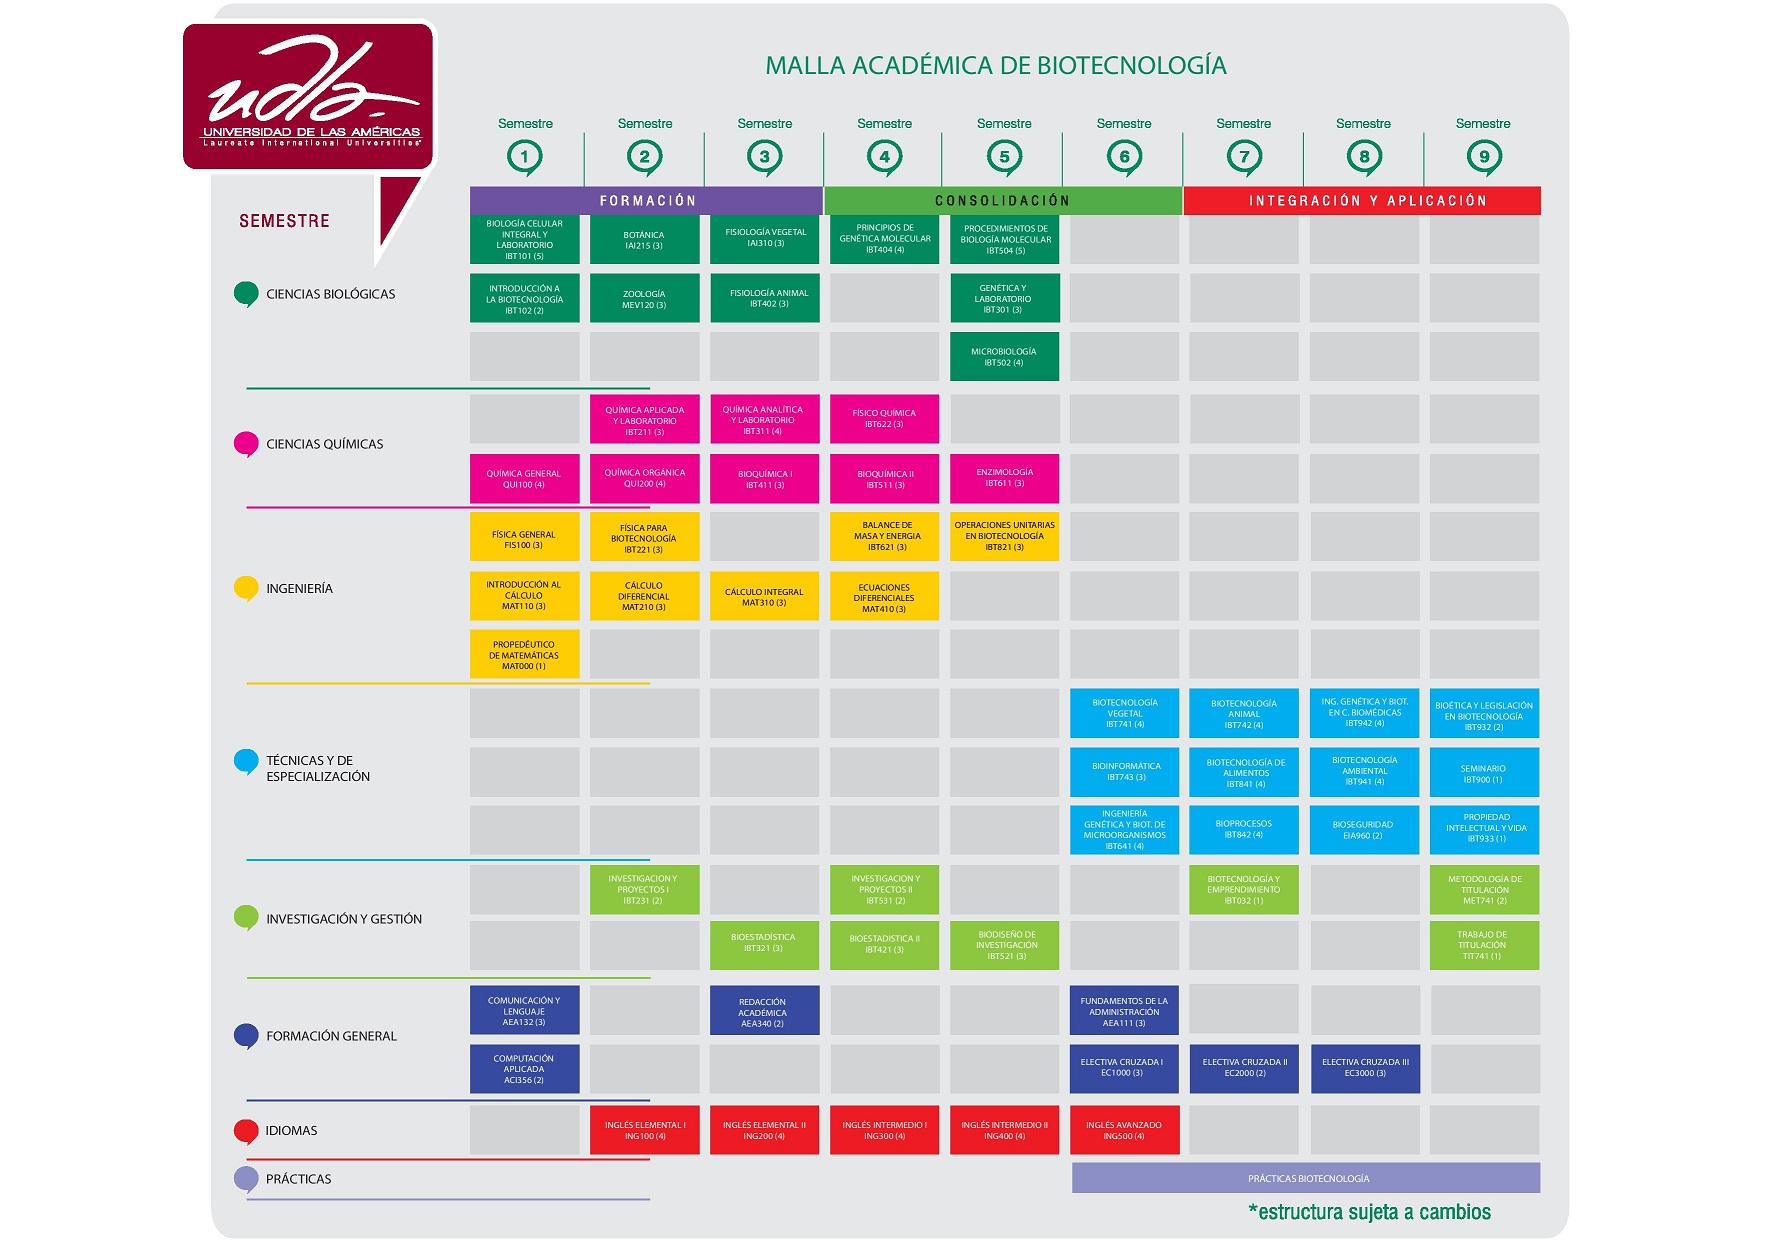 udla
UNIVERSIDAD DE LAS AMÉRICAS
Laureate International Universities®
MALLA ACADÉMICA DE BIOTECNOLOGÍA
Semestre Semestre Semestre Semestre Semestre Semestre Semestre Semestre Semestre
1 2 3 4 5 6 7 8 9
FORMACIÓN CONSOLIDACIÓN INTEGRACIÓN Y APLICACIÓN
SEMESTRE
CIENCIAS BIOLÓGICAS
BIOLOGÍA CELULAR
INTEGRAL Y
LABORATORIO
IBT101 (5)
BOTÁNICA
IAI215 (3)
FISIOLOGÍA VEGETAL
IAI310 (3)
PRINCIPIOS DE
GENÉTICA MOLECULAR
IBT404 (4)
PROCEDIMIENTOS DE
BIOLOGÍA MOLECULAR
IBT504 (5)
INTRODUCCIÓN A
LA BIOTECNOLOGÍA
IBT102 (2)
ZOOLOGÍA
MEV120 (3)
FISIOLOGÍA ANIMAL
IBT402 (3)
GENÉTICA Y
LABORATORIO
IBT301 (3)
MICROBIOLOGÍA
IBT502 (4)
CIENCIAS QUÍMICAS
QUÍMICA APLICADA
Y LABORATORIO
IBT211 (3)
QUÍMICA ANALÍTICA
Y LABORATORIO
IBT311 (4)
FÍSICO QUÍMICA
IBT622 (3)
QUÍMICA GENERAL
QUI100 (4)
QUÍMICA ORGÁNICA
QUI200 (4)
BIOQUÍMICA I
IBT411 (3)
BIOQUÍMICA II
IBT511 (3)
ENZIMOLOGÍA
IBT611 (3)
INGENIERÍA
FÍSICA GENERAL
FIS100 (3)
FÍSICA PARA
BIOTECNOLOGÍA
IBT221 (3)
BALANCE DE
MASA Y ENERGIA
IBT621 (3)
OPERACIONES UNITARIAS
EN BIOTECNOLOGÍA
IBT821 (3)
INTRODUCCIÓN AL
CÁLCULO
MAT110 (3)
CÁLCULO
DIFERENCIAL
MAT210 (3)
CÁLCULO INTEGRAL
MAT310 (3)
ECUACIONES
DIFERENCIALES
MAT410 (3)
PROPEDÉUTICO
DE MATEMÁTICAS
MAT000 (1)
TÉCNICAS Y DE
ESPECIALIZACIÓN
BIOTECNOLOGÍA
VEGETAL
IBT741 (4)
BIOTECNOLOGÍA
ANIMAL
IBT742 (4)
ING. GENÉTICA Y BIOT.
EN C. BIOMÉDICAS
IBT942 (4)
BIOÉTICA Y LEGISLACIÓN
EN BIOTECNOLOGÍA
IBT932 (2)
BIOINFORMÁTICA
IBT743 (3)
BIOTECNOLOGÍA DE
ALIMENTOS
IBT841 (4)
BIOTECNOLOGÍA
AMBIENTAL
IBT941 (4)
SEMINARIO
IBT900 (1)
INGENIERÍA
GENÉTICA Y BIOT. DE
MICROORGANISMOS
IBT641 (4)
BIOPROCESOS
IBT842 (4)
BIOSEGURIDAD
EIA960 (2)
PROPIEDAD
INTELECTUAL Y VIDA
IBT933 (1)
INVESTIGACIÓN Y GESTIÓN
INVESTIGACION Y
PROYECTOS I
IBT231 (2)
INVESTIGACION Y
PROYECTOS II
IBT531 (2)
BIOTECNOLOGÍA Y
EMPRENDIMIENTO
IBT032 (1)
METODOLOGÍA DE
TITULACIÓN
MET741 (2)
BIOESTADÍSTICA
IBT321 (3)
BIOESTADISTICA II
IBT421 (3)
BIODISEÑO DE
INVESTIGACIÓN
IBT521 (3)
TRABAJO DE
TITULACIÓN
TIT741 (1)
FORMACIÓN GENERAL
COMUNICACIÓN Y
LENGUAJE
AEA132 (3)
REDACCIÓN
ACADÉMICA
AEA340 (2)
FUNDAMENTOS DE LA
ADMINISTRACIÓN
AEA111 (3)
COMPUTACIÓN
APLICADA
ACI356 (2)
ELECTIVA CRUZADA I
EC1000 (3)
ELECTIVA CRUZADA II
EC2000 (2)
ELECTIVA CRUZADA III
EC3000 (3)
IDIOMAS
INGLÉS ELEMENTAL I
ING100 (4)
INGLÉS ELEMENTAL II
ING200 (4)
INGLÉS INTERMEDIO I
ING300 (4)
INGLÉS INTERMEDIO II
ING400 (4)
INGLÉS AVANZADO
ING500 (4)
PRÁCTICAS
PRÁCTICAS BIOTECNOLOGÍA
*estructura sujeta a cambios